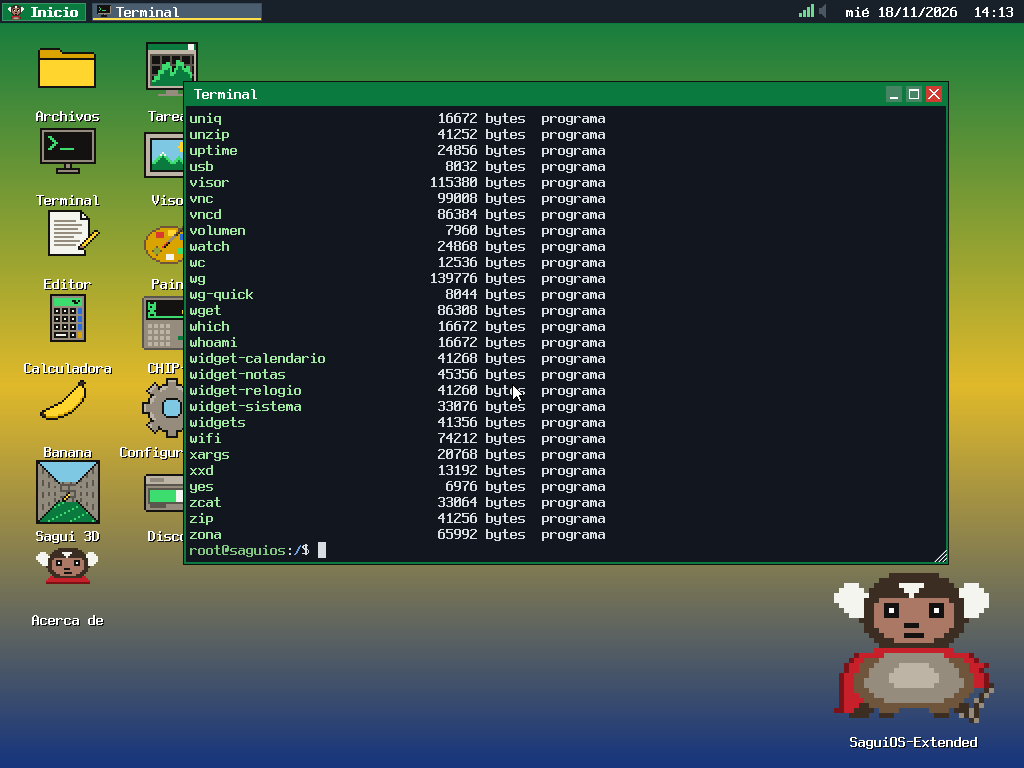 Inicio
Terminal
mié 18/11/2026 14:13
Archivos
Tarea
Terminal
Viso
Editor
Pain
Calculadora
CHIP-
Banana
Configur
Sagui 3D
Disco
Acerca de
Terminal
uniq 16672 bytes programa
unzip 41252 bytes programa
uptime 24856 bytes programa
usb 8032 bytes programa
visor 115380 bytes programa
vnc 99008 bytes programa
vncd 86384 bytes programa
volumen 7960 bytes programa
watch 24868 bytes programa
wc 12536 bytes programa
wg 139776 bytes programa
wg-quick 8044 bytes programa
wget 86308 bytes programa
which 16672 bytes programa
whoami 16672 bytes programa
widget-calendario 41268 bytes programa
widget-notas 45356 bytes programa
widget-relogio 41260 bytes programa
widget-sistema 33076 bytes programa
widgets 41356 bytes programa
wifi 74212 bytes programa
xargs 20768 bytes programa
xxd 13192 bytes programa
yes 6976 bytes programa
zcat 33064 bytes programa
zip 41256 bytes programa
zona 65992 bytes programa
root@saguios:/$
SaguiOS-Extended